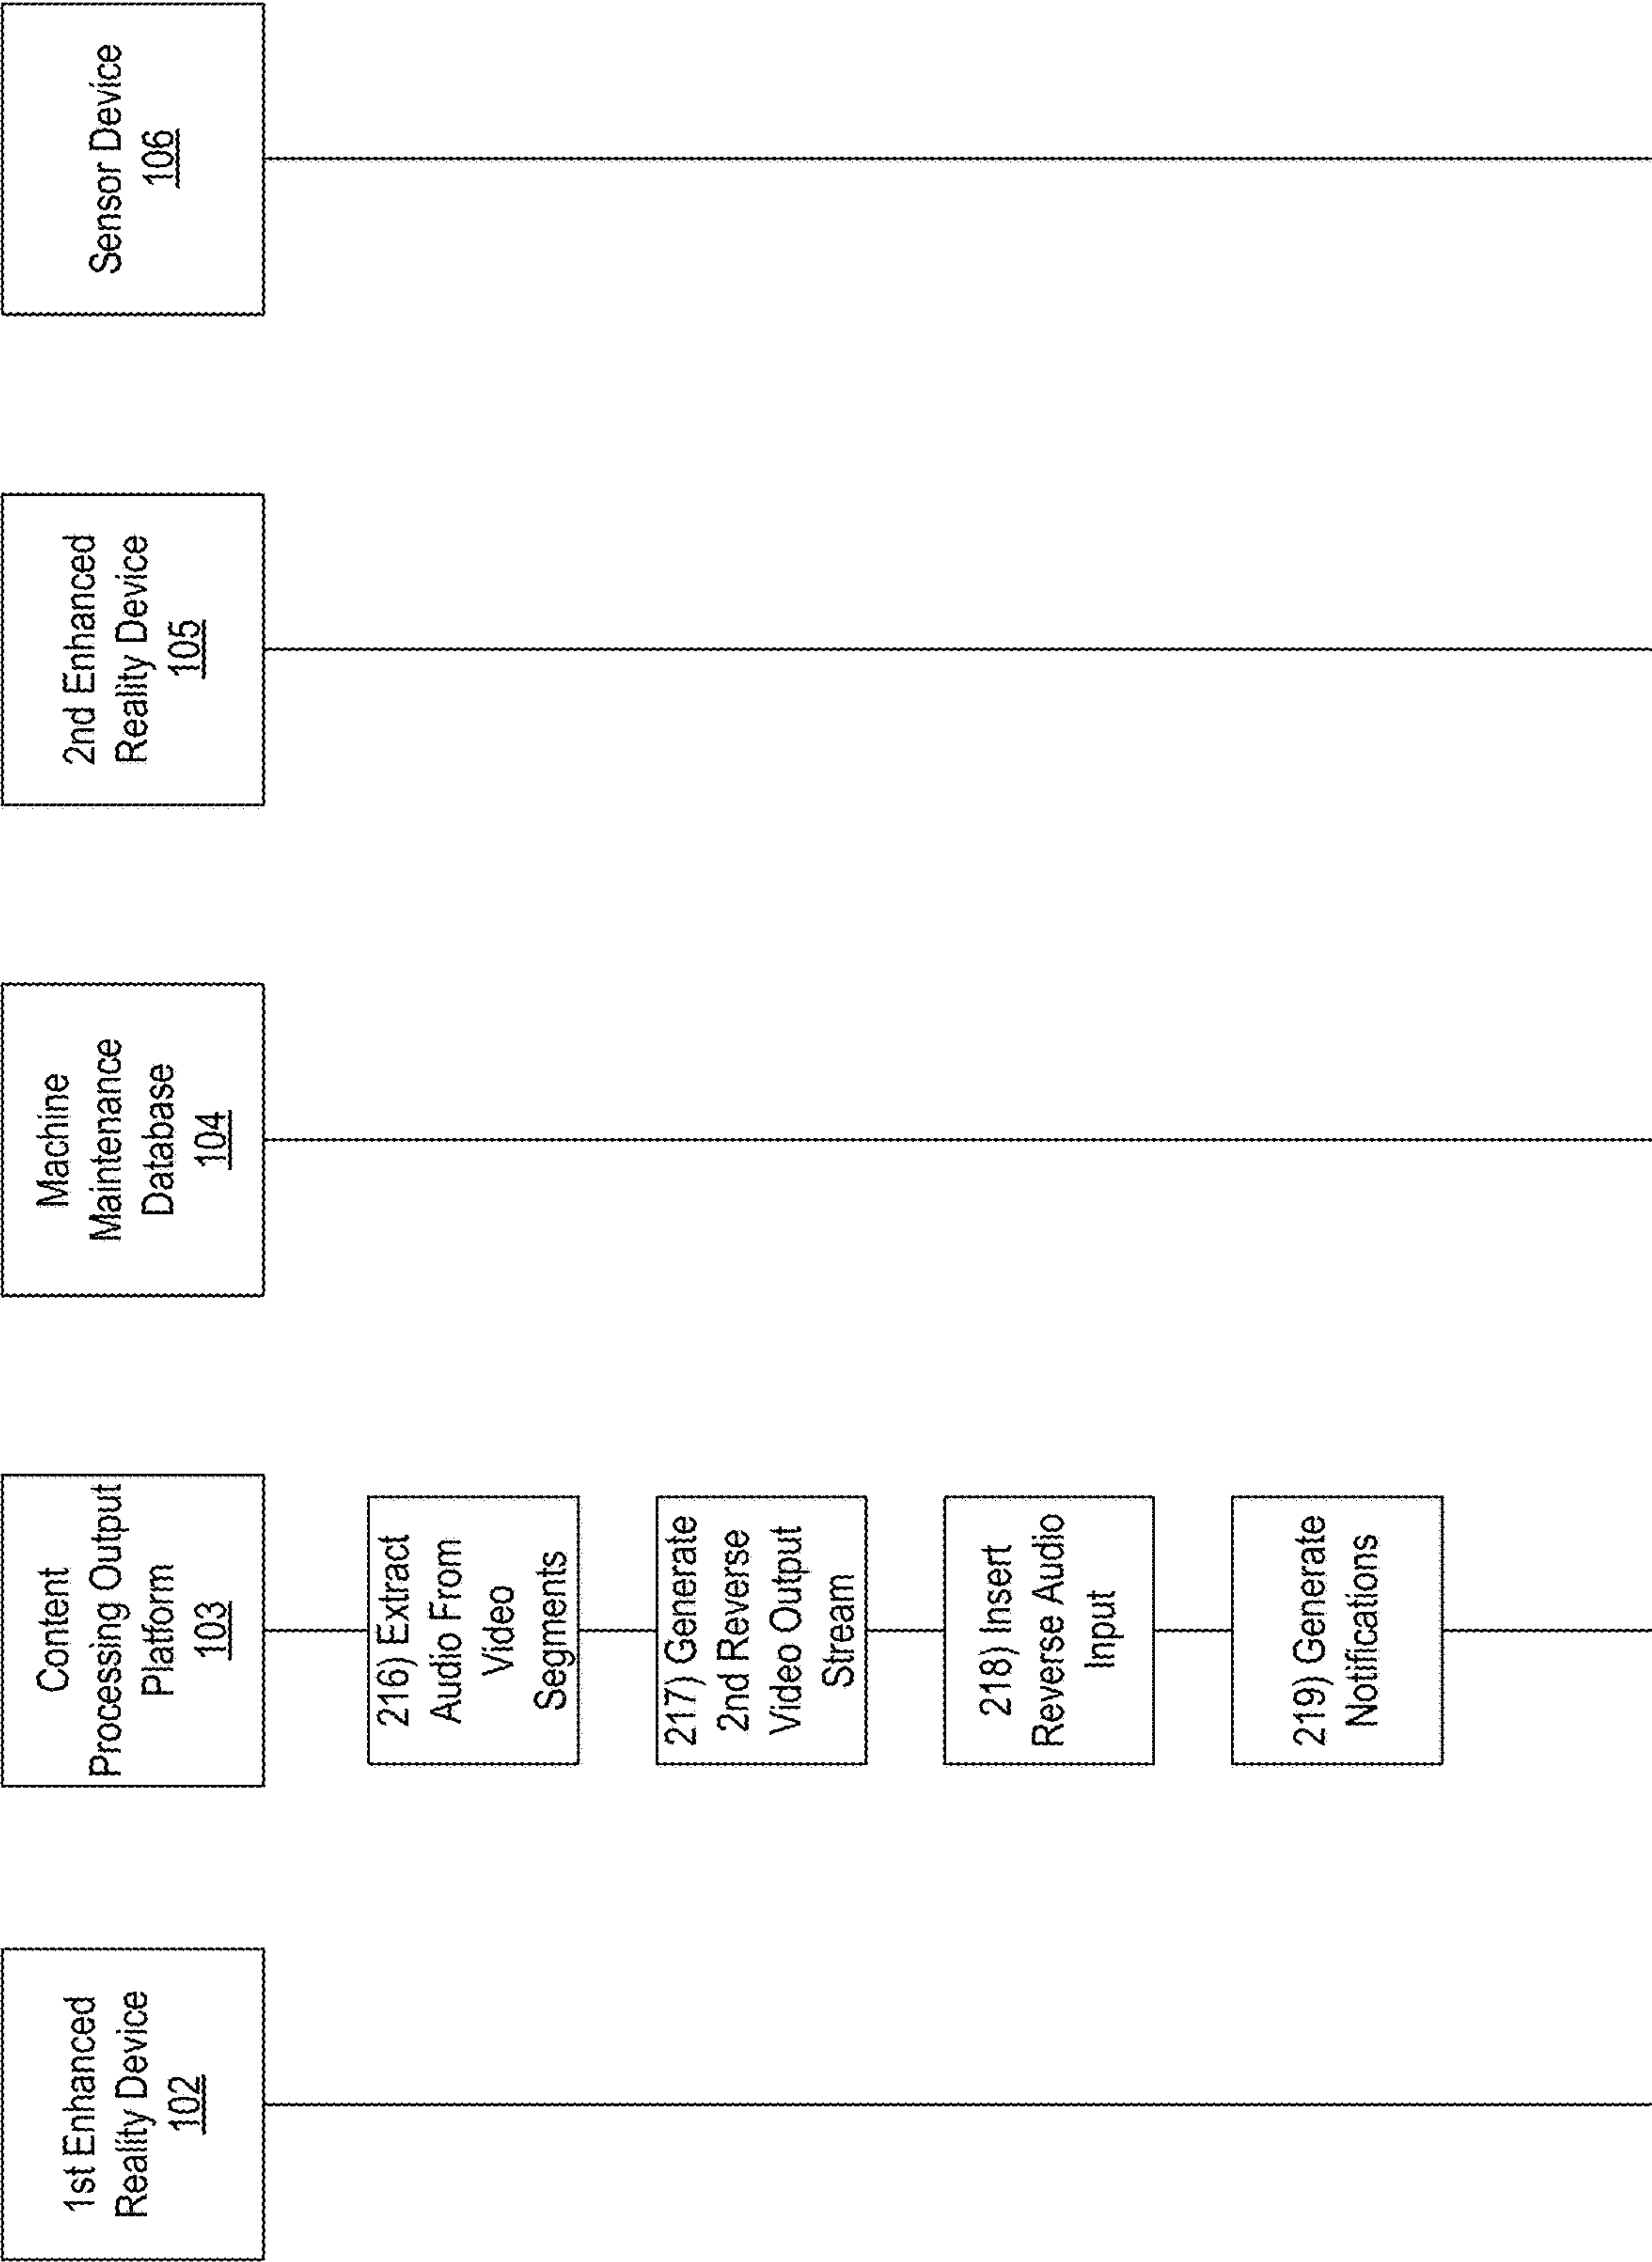 1st Enhanced
Reality Device
102
Content
Processing Output
Platform
103
Machine
Maintenance
Database
104
2nd Enhanced
Reality Device
105
Sensor Device
106
216) Extract
Audio From
Video
Segments
217) Generate
2nd Reverse
Video Output
Stream
218) Insert
Reverse Audio
Input
219) Generate
Notifications